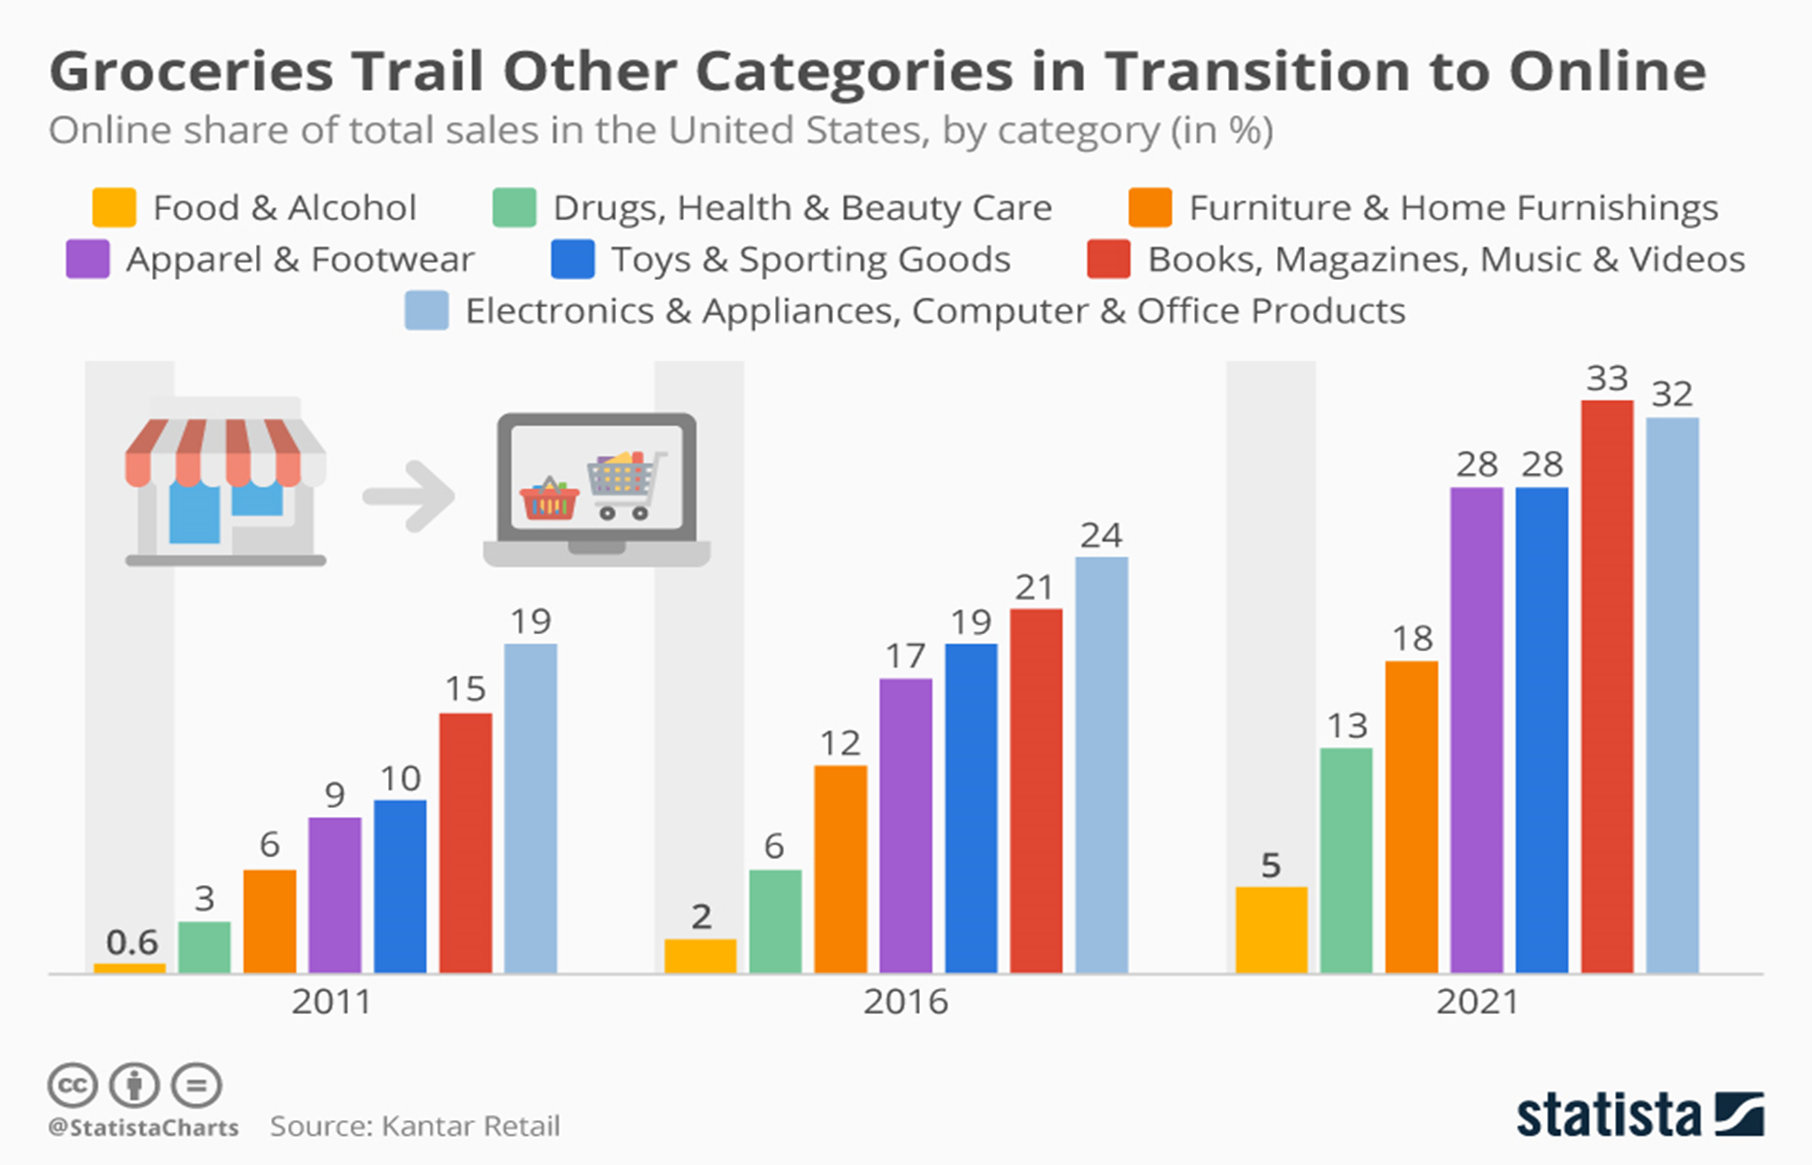 Groceries Trail Other Categories in Transition to Online
Online share of total sales in the United States, by category (in %)
Food & Alcohol Drugs, Health & Beauty Care Furniture & Home Furnishings
Apparel & Footwear Toys & Sporting Goods Books, Magazines, Music & Videos
Electronics & Appliances, Computer & Office Products
0.6 3 6 9 10 15 19
2 6 12 17 19 21 24
5 13 18 28 28 33 32
2011 2016 2021
cc
@StatistaCharts Source: Kantar Retail
statista